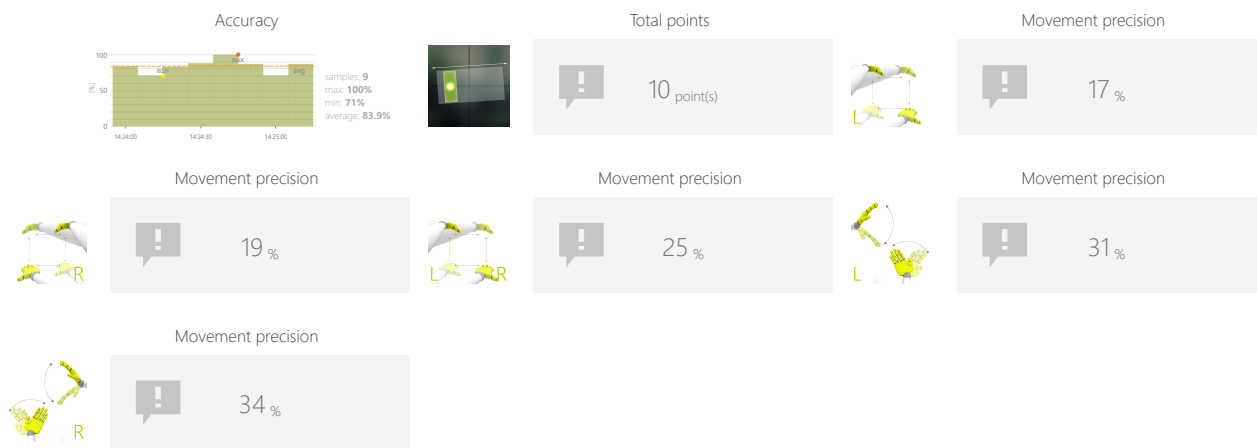 Accuracy
100
50
0
(%)
min
max
avg
14:24:00
14:24:30
14:25:00
samples: 9
max: 100%
min: 71%
average: 83.9%
Total points
10 point(s)
Movement precision
L
17 %
Movement precision
R
19 %
Movement precision
L R
25 %
Movement precision
L
31 %
Movement precision
R
34 %